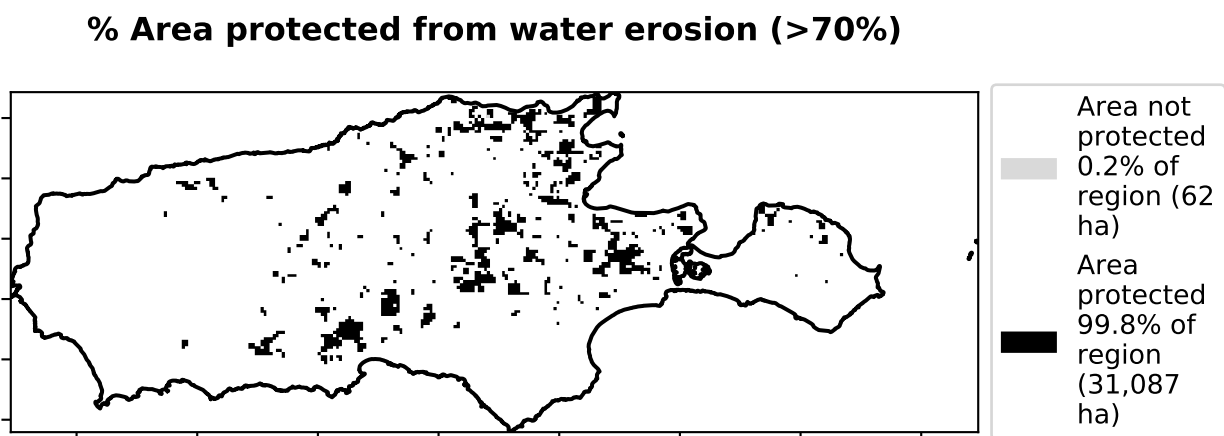 % Area protected from water erosion (>70%)
Area not
protected
0.2% of
region (62
ha)
Area
protected
99.8% of
region
(31,087
ha)